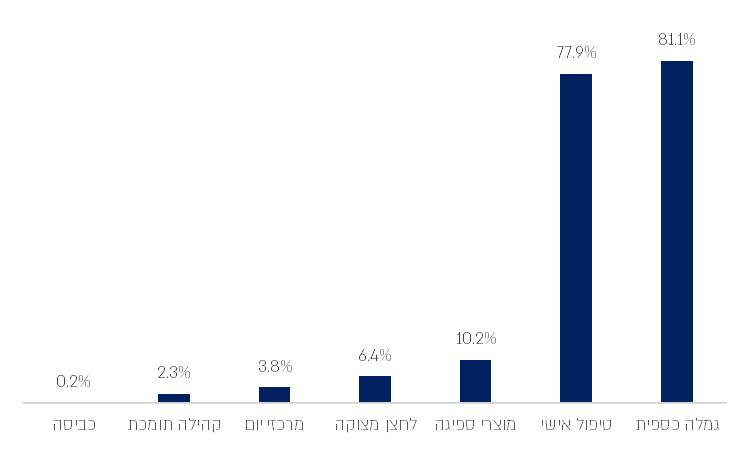 81.1%
77.9%
10.2%
6.4%
3.8%
2.3%
0.2%
גמלה כספית
טיפול אישי
מוצרי ספיגה
לחצן מצוקה
מרכזי יום
קהילה תומכת
כביסה